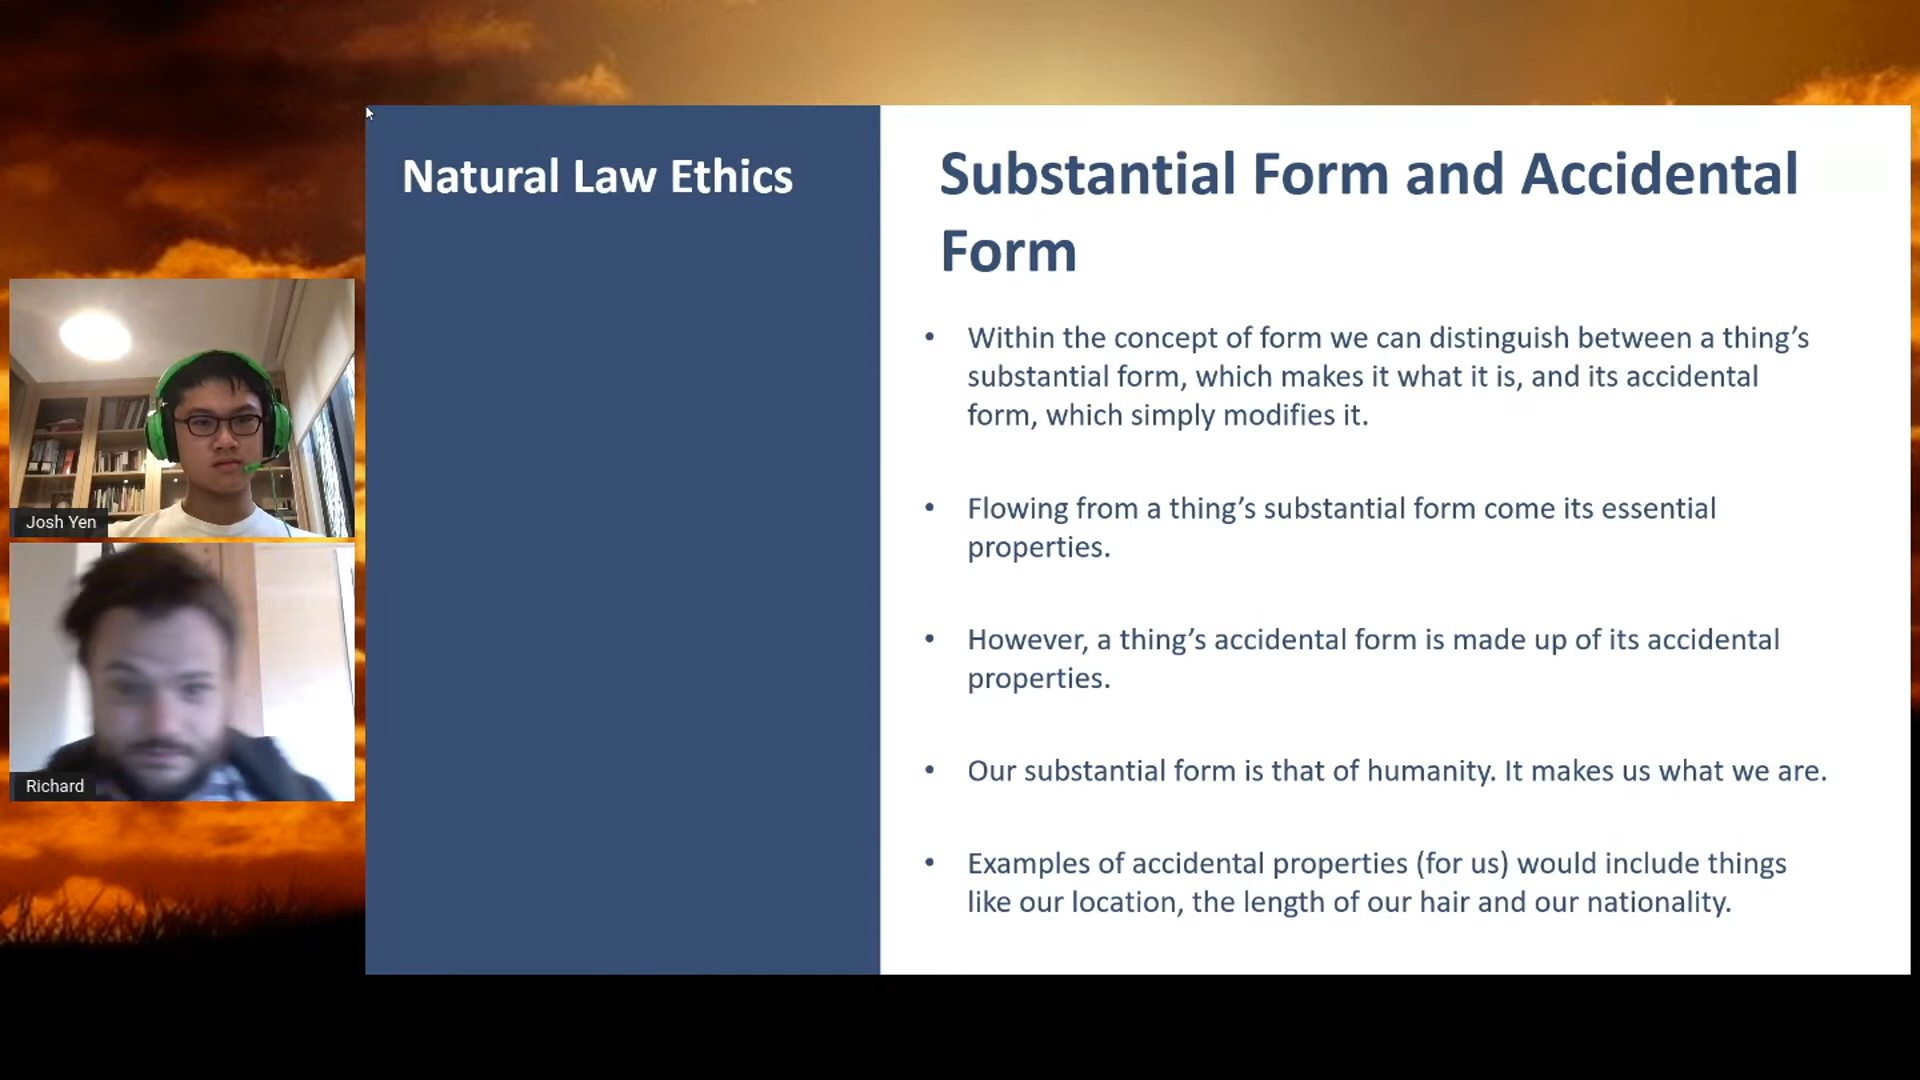 Natural Law Ethics
Substantial Form and Accidental
Form
• Within the concept of form we can distinguish between a thing’s
substantial form, which makes it what it is, and its accidental
form, which simply modifies it.
• Flowing from a thing’s substantial form come its essential
properties.
• However, a thing’s accidental form is made up of its accidental
properties.
• Our substantial form is that of humanity. It makes us what we are.
• Examples of accidental properties (for us) would include things
like our location, the length of our hair and our nationality.
Josh Yen
Richard